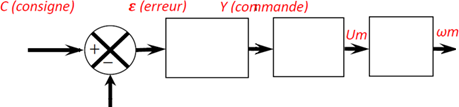 C (consigne)
ε (erreur)
Y (commande)
Um
ωm
+
−